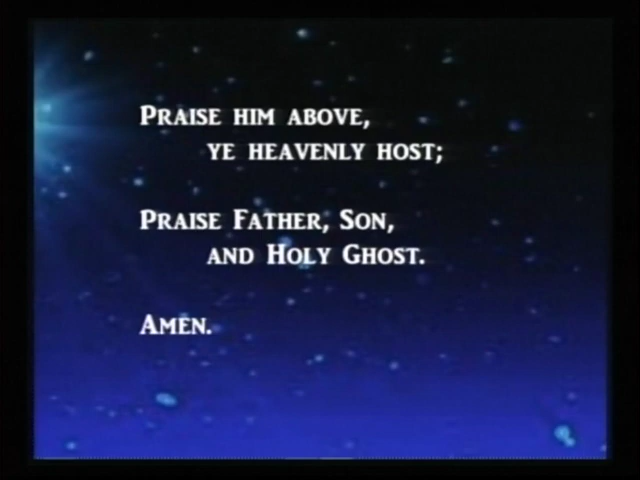 Praise him above,
ye heavenly host;
Praise Father, Son,
and Holy Ghost.
Amen.